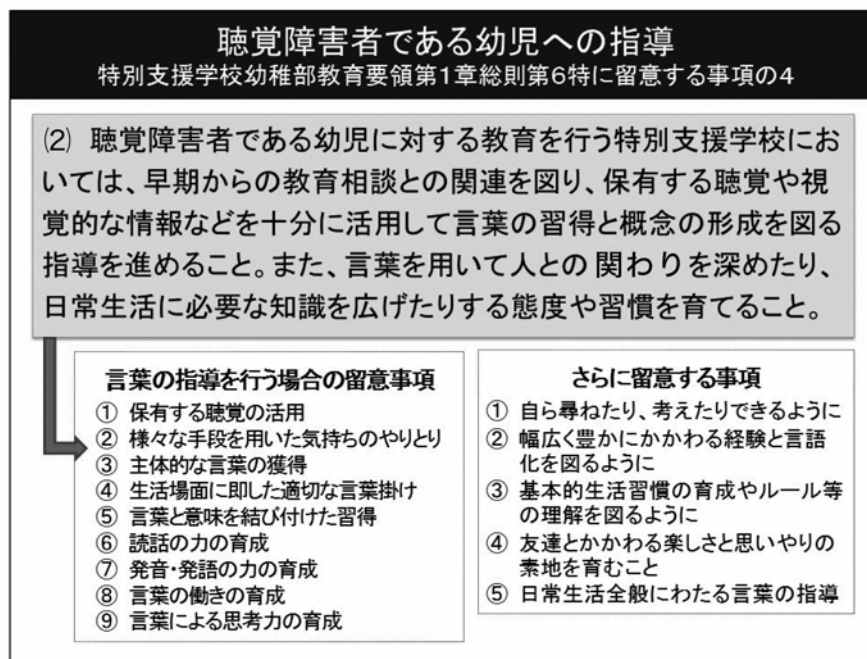 聴覚障害者である幼児への指導
特別支援学校幼稚部教育要領第1章総則第6特に留意する事項の4
(2) 聴覚障害者である幼児に対する教育を行う特別支援学校にお
いては、早期からの教育相談との関連を図り、保有する聴覚や視
覚的な情報などを十分に活用して言葉の習得と概念の形成を図る
指導を進めること。また、言葉を用いて人との関わりを深めたり、
日常生活に必要な知識を広げたりする態度や習慣を育てること。
言葉の指導を行う場合の留意事項
① 保有する聴覚の活用
② 様々な手段を用いた気持ちのやりとり
③ 主体的な言葉の獲得
④ 生活場面に即した適切な言葉掛け
⑤ 言葉と意味を結び付けた習得
⑥ 読話の力の育成
⑦ 発音・発語の力の育成
⑧ 言葉の働きの育成
⑨ 言葉による思考力の育成
さらに留意する事項
① 自ら尋ねたり、考えたりできるように
② 幅広く豊かにかかわる経験と言語
化を図るように
③ 基本的生活習慣の育成やルール等
の理解を図るように
④ 友達とかかわる楽しさと思いやりの
素地を育むこと
⑤ 日常生活全般にわたる言葉の指導